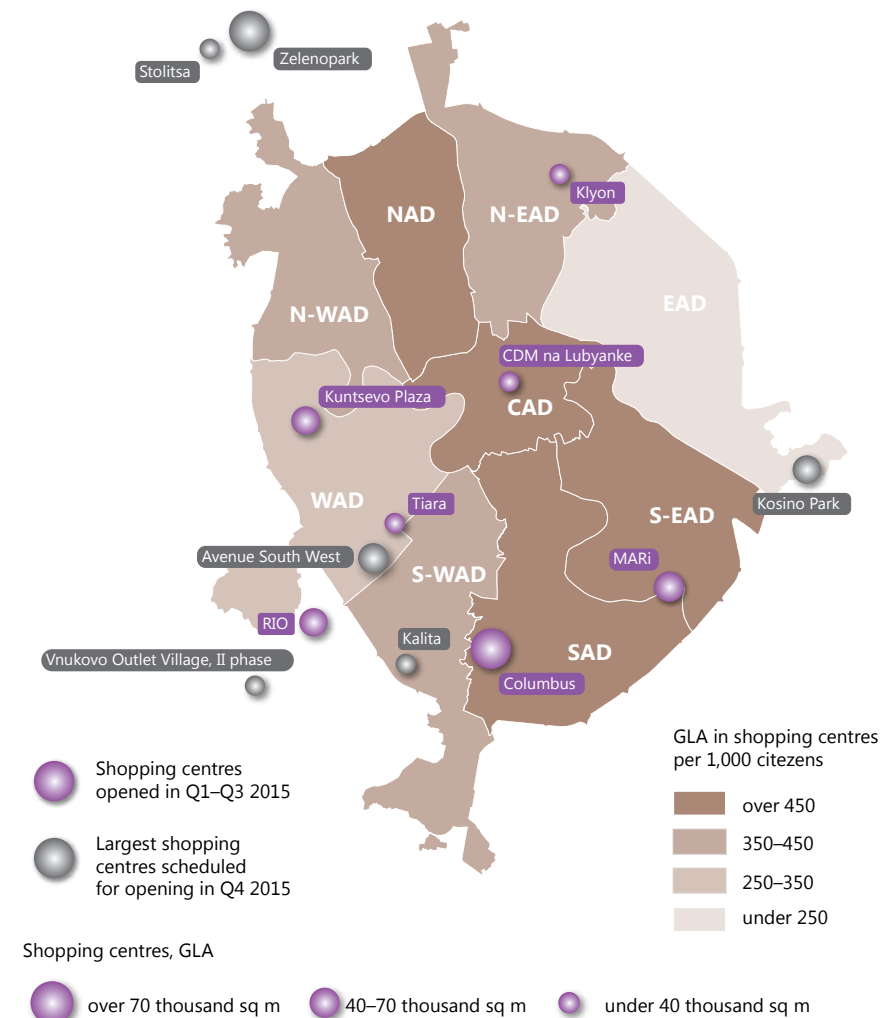 Zelenopark
Stolitsa
Klyon
NAD
N-EAD
EAD
N-WAD
CDM na Lubyanke
Kuntsevo Plaza
CAD
WAD
Tiara
Kosino Park
S-EAD
Avenue South West
MARi
S-WAD
RIO
Kalita
SAD
Vnukovo Outlet Village, II phase
Columbus
GLA in shopping centres
per 1,000 citezens
over 450
350–450
250–350
under 250
Shopping centres
opened in Q1–Q3 2015
Largest shopping
centres scheduled
for opening in Q4 2015
Shopping centres, GLA
over 70 thousand sq m
40–70 thousand sq m
under 40 thousand sq m